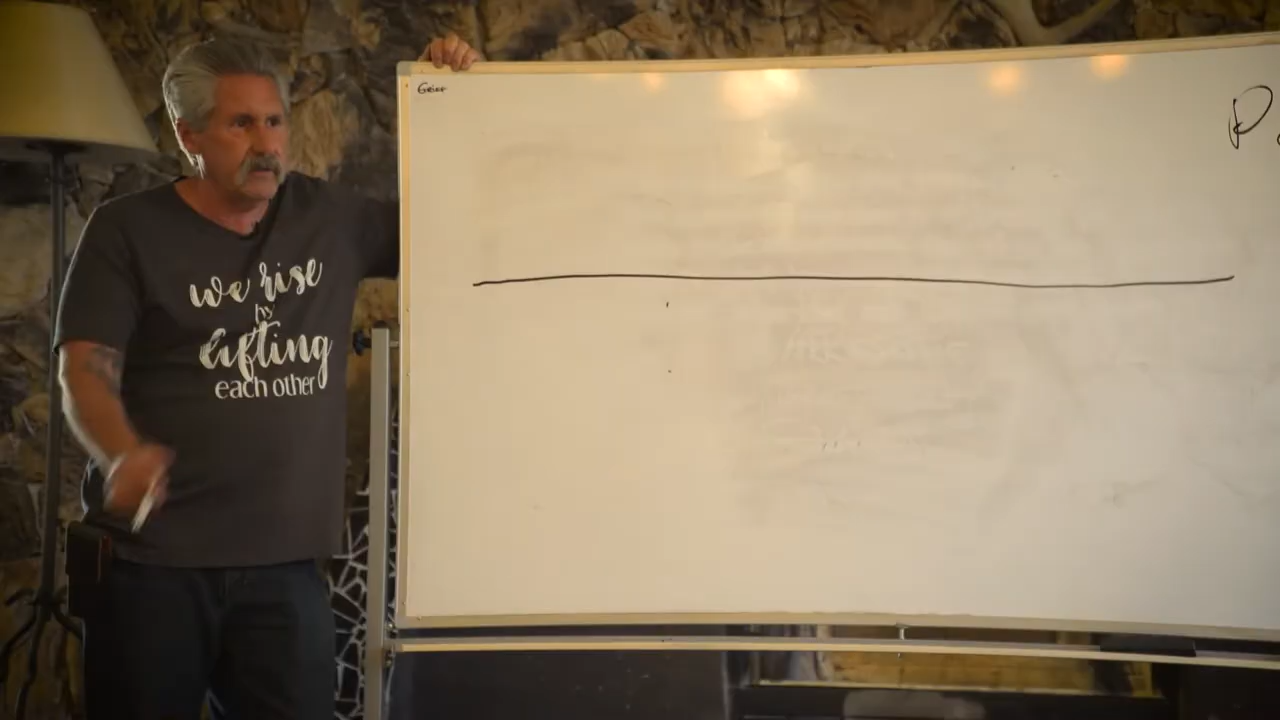 we rise
by
lifting
each other
P